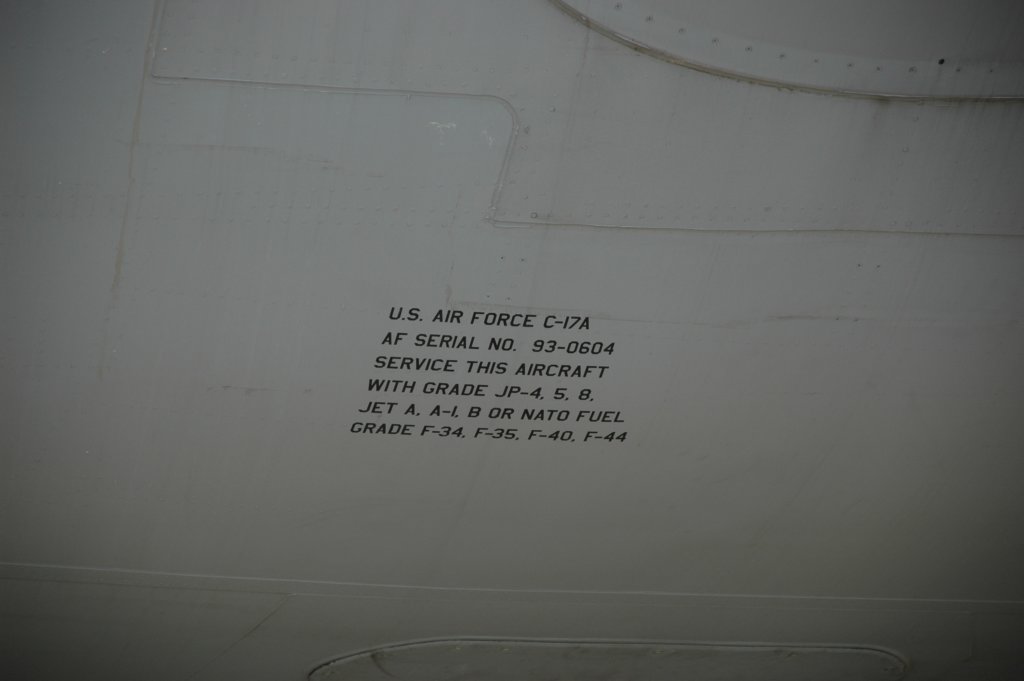 U.S. AIR FORCE C-17A
AF SERIAL NO. 93-0604
SERVICE THIS AIRCRAFT
WITH GRADE JP-4, 5, 8,
JET A, A-1, B OR NATO FUEL
GRADE F-34, F-35, F-40, F-44